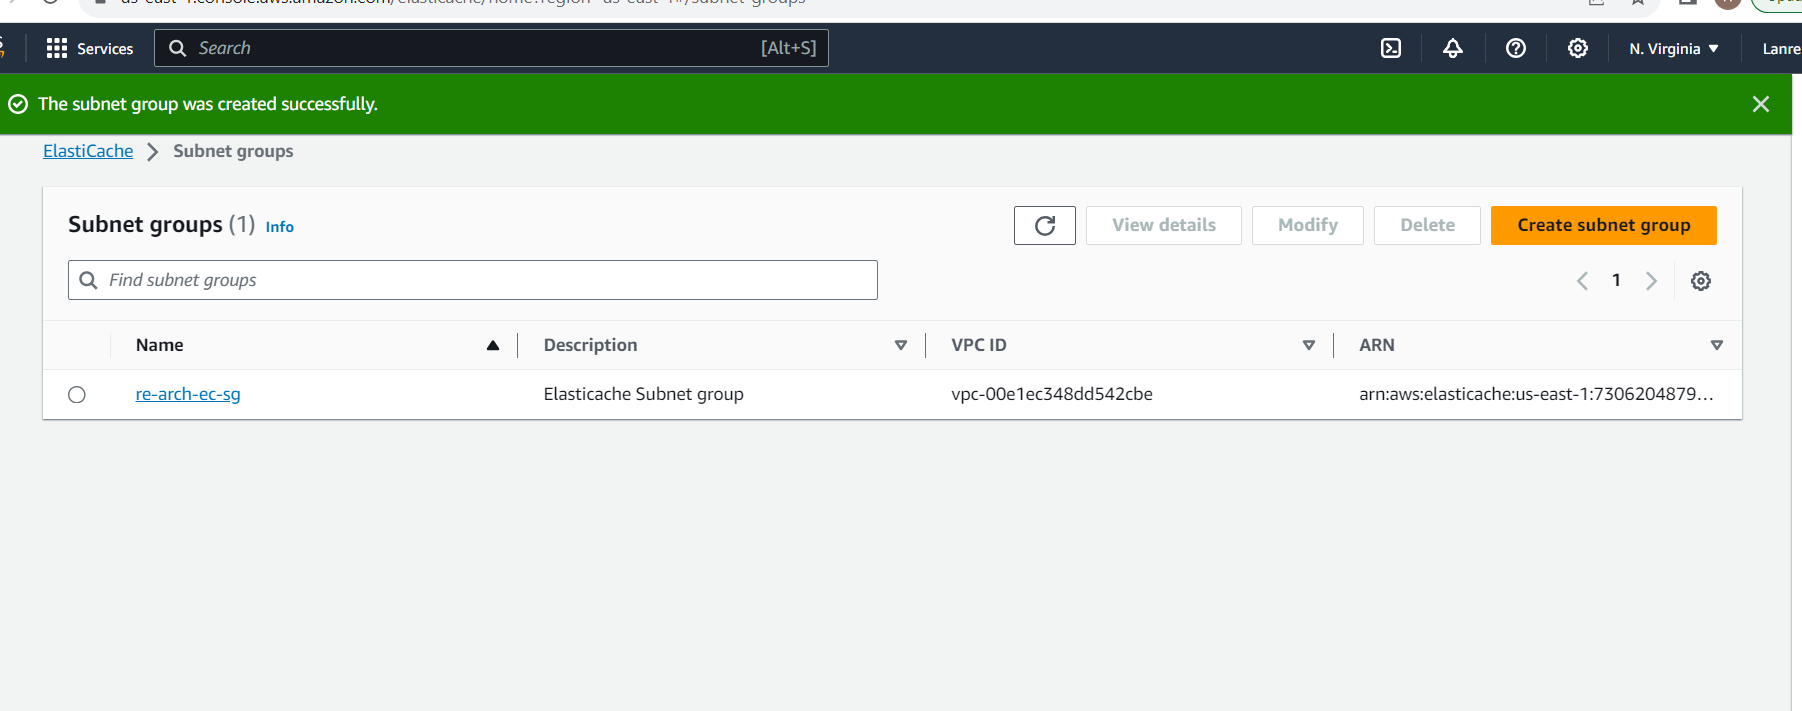 Services
Search
[Alt+S]
N. Virginia
Lanre
The subnet group was created successfully.
ElastiCache
Subnet groups
Subnet groups (1) Info
View details
Modify
Delete
Create subnet group
Find subnet groups
1
Name
Description
VPC ID
ARN
re-arch-ec-sg
Elasticache Subnet group
vpc-00e1ec348dd542cbe
arn:aws:elasticache:us-east-1:7306204879...